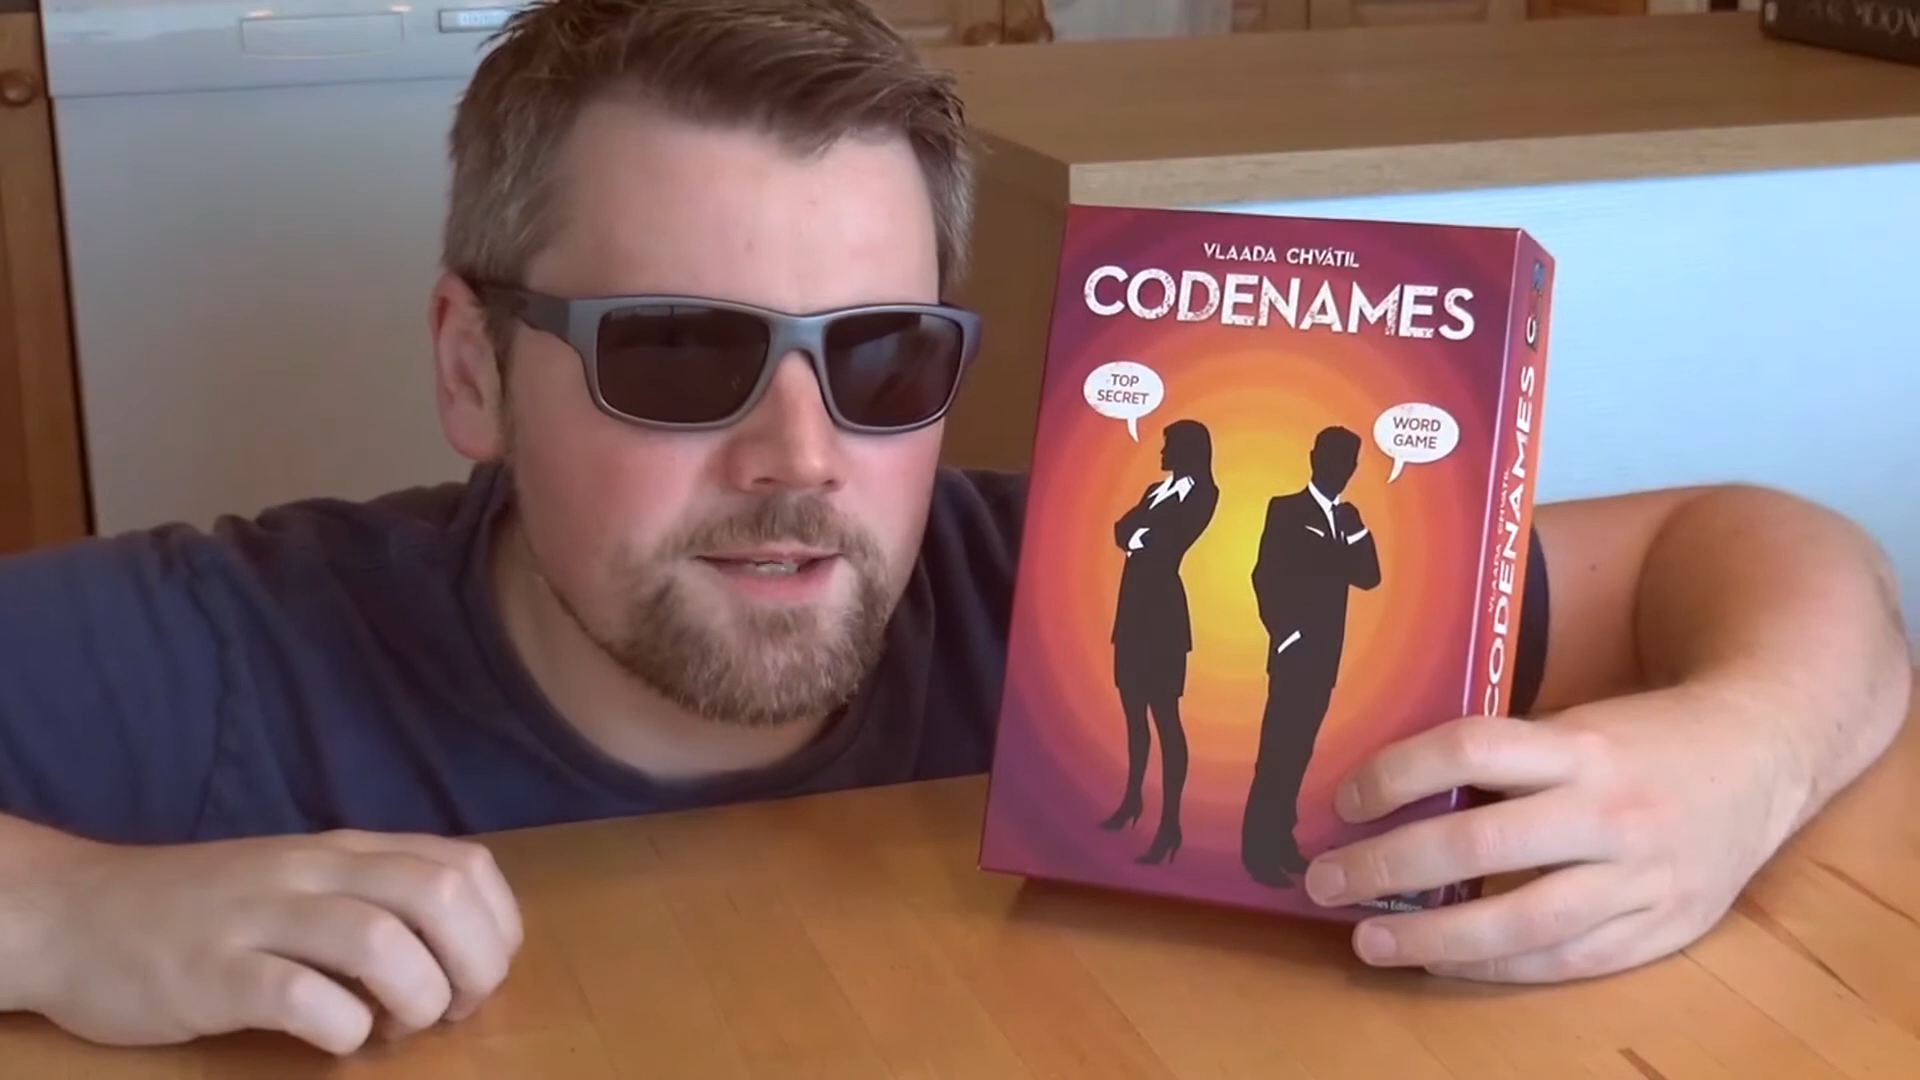 VLAADA CHVÁTIL
CODENAMES
TOP
SECRET
WORD
GAME
VLAADA CHVÁTIL
CODENAMES